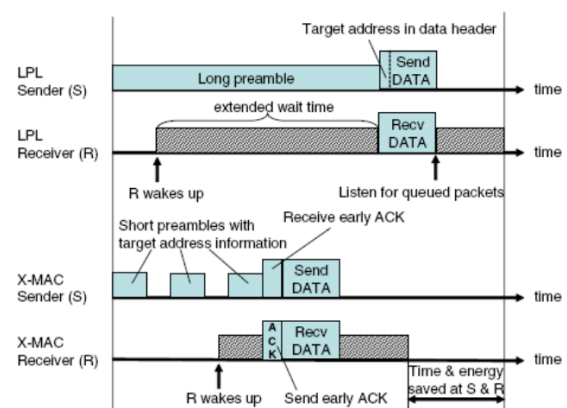 Target address in data header
LPL
Sender (S)
Long preamble
Send
DATA
time
extended wait time
LPL
Receiver (R)
Recv
DATA
time
R wakes up
Listen for queued packets
Short preambles with
target address information
Receive early ACK
X-MAC
Sender (S)
Send
DATA
time
X-MAC
Receiver (R)
A
C
K
Recv
DATA
time
R wakes up
Send early ACK
Time & energy
saved at S & R